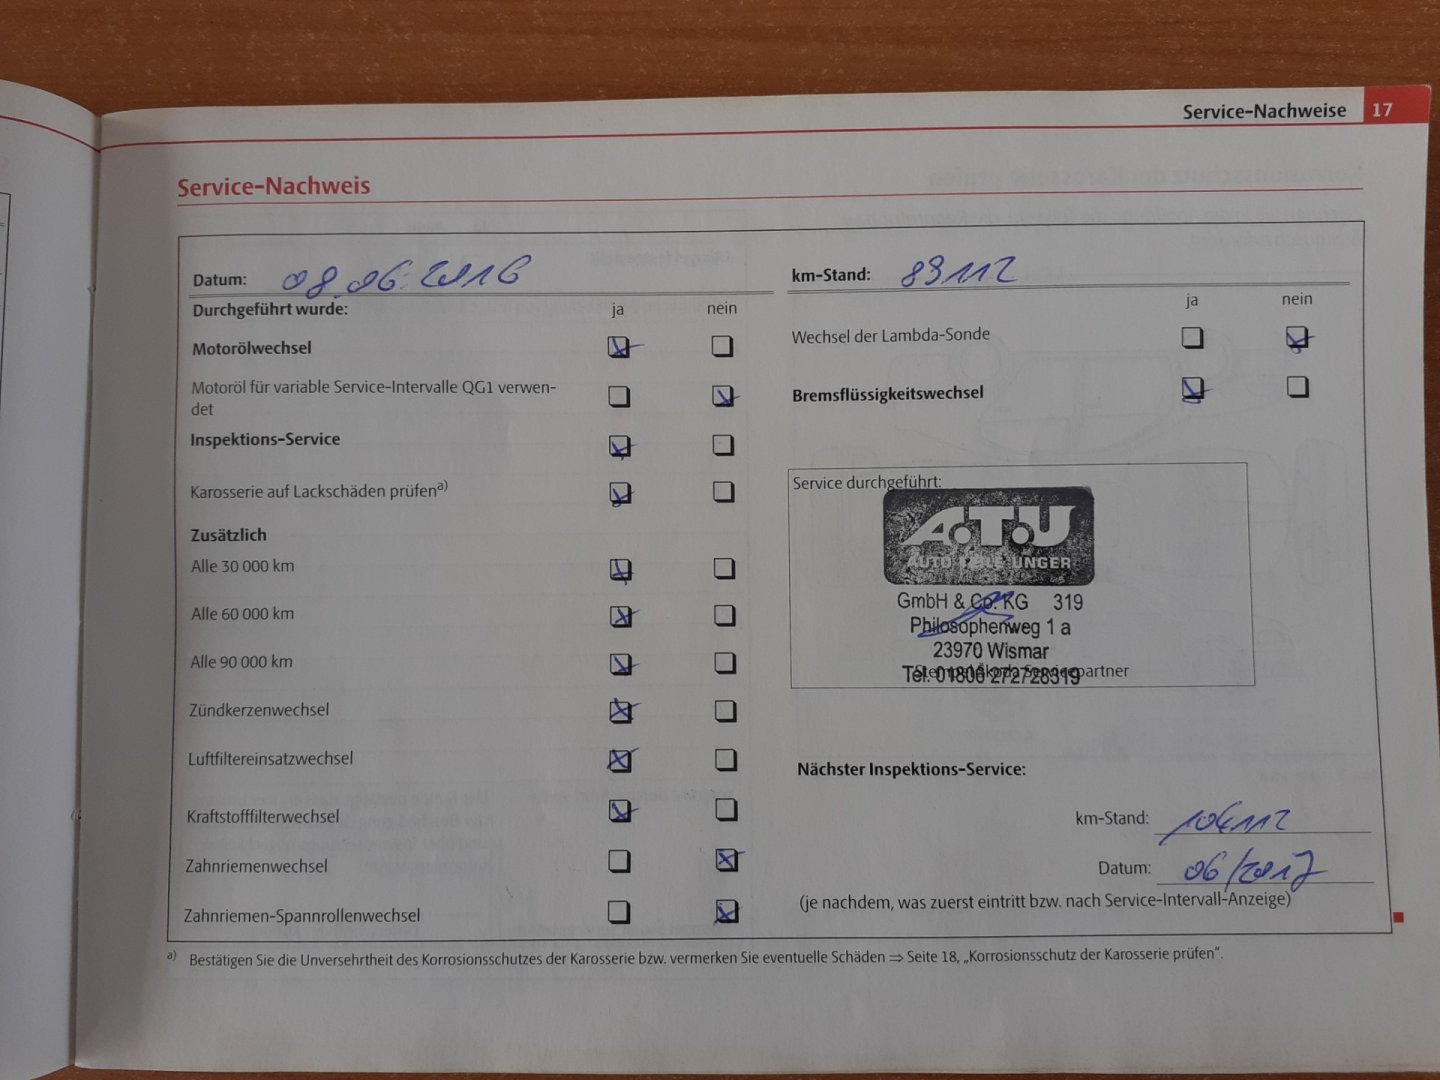 Service-Nachweise 17
Service-Nachweis
Datum: 08.06.2016
Durchgeführt wurde: ja nein
Motorölwechsel
Motoröl für variable Service-Intervalle QG1 verwen-
det
Inspektions-Service
Karosserie auf Lackschäden prüfen a)
Zusätzlich
Alle 30 000 km
Alle 60 000 km
Alle 90 000 km
Zündkerzenwechsel
Luftfiltereinsatzwechsel
Kraftstofffilterwechsel
Zahnriemenwechsel
Zahnriemen-Spannrollenwechsel
km-Stand: 89112
ja nein
Wechsel der Lambda-Sonde
Bremsflüssigkeitswechsel
Service durchgeführt:
A.T.U
AUTO TEILE UNGER
GmbH & Co. KG 319
Philosophenweg 1 a
23970 Wismar
Stempel Škoda Servicepartner
Tel. 01806 272728319
Nächster Inspektions-Service:
km-Stand:
Datum: 06/2017
(je nachdem, was zuerst eintritt bzw. nach Service-Intervall-Anzeige)
a) Bestätigen Sie die Unversehrtheit des Korrosionsschutzes der Karosserie bzw. vermerken Sie eventuelle Schäden ⇒ Seite 18, „Korrosionsschutz der Karosserie prüfen“.